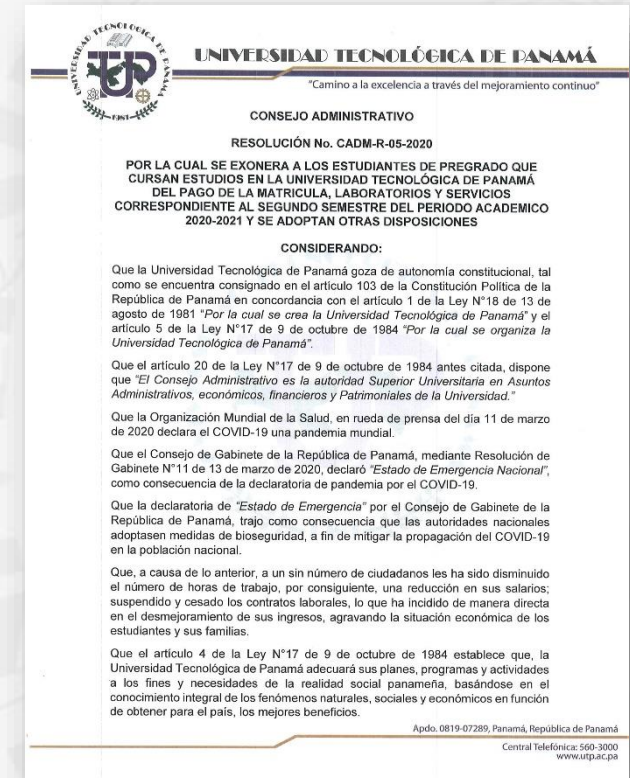 UNIVERSIDAD TECNOLÓGICA DE PANAMÁ
UTP
1981
UNIVERSIDAD TECNOLÓGICA DE PANAMÁ
"Camino a la excelencia a través del mejoramiento continuo"
CONSEJO ADMINISTRATIVO
RESOLUCIÓN No. CADM-R-05-2020
POR LA CUAL SE EXONERA A LOS ESTUDIANTES DE PREGRADO QUE
CURSAN ESTUDIOS EN LA UNIVERSIDAD TECNOLÓGICA DE PANAMÁ
DEL PAGO DE LA MATRICULA, LABORATORIOS Y SERVICIOS
CORRESPONDIENTE AL SEGUNDO SEMESTRE DEL PERIODO ACADEMICO
2020-2021 Y SE ADOPTAN OTRAS DISPOSICIONES
CONSIDERANDO:
Que la Universidad Tecnológica de Panamá goza de autonomía constitucional, tal
como se encuentra consignado en el artículo 103 de la Constitución Política de la
República de Panamá en concordancia con el artículo 1 de la Ley N°18 de 13 de
agosto de 1981 "Por la cual se crea la Universidad Tecnológica de Panamá" y el
artículo 5 de la Ley N°17 de 9 de octubre de 1984 "Por la cual se organiza la
Universidad Tecnológica de Panamá".
Que el artículo 20 de la Ley N°17 de 9 de octubre de 1984 antes citada, dispone
que "El Consejo Administrativo es la autoridad Superior Universitaria en Asuntos
Administrativos, económicos, financieros y Patrimoniales de la Universidad."
Que la Organización Mundial de la Salud, en rueda de prensa del día 11 de marzo
de 2020 declara el COVID-19 una pandemia mundial.
Que el Consejo de Gabinete de la República de Panamá, mediante Resolución de
Gabinete N°11 de 13 de marzo de 2020, declaró "Estado de Emergencia Nacional",
como consecuencia de la declaratoria de pandemia por el COVID-19.
Que la declaratoria de "Estado de Emergencia" por el Consejo de Gabinete de la
República de Panamá, trajo como consecuencia que las autoridades nacionales
adoptasen medidas de bioseguridad, a fin de mitigar la propagación del COVID-19
en la población nacional.
Que, a causa de lo anterior, a un sin número de ciudadanos les ha sido disminuido
el número de horas de trabajo, por consiguiente, una reducción en sus salarios;
suspendido y cesado los contratos laborales, lo que ha incidido de manera directa
en el desmejoramiento de sus ingresos, agravando la situación económica de los
estudiantes y sus familias.
Que el artículo 4 de la Ley N°17 de 9 de octubre de 1984 establece que, la
Universidad Tecnológica de Panamá adecuará sus planes, programas y actividades
a los fines y necesidades de la realidad social panameña, basándose en el
conocimiento integral de los fenómenos naturales, sociales y económicos en función
de obtener para el país, los mejores beneficios.
Apdo. 0819-07289, Panamá, República de Panamá
Central Telefónica: 560-3000
www.utp.ac.pa